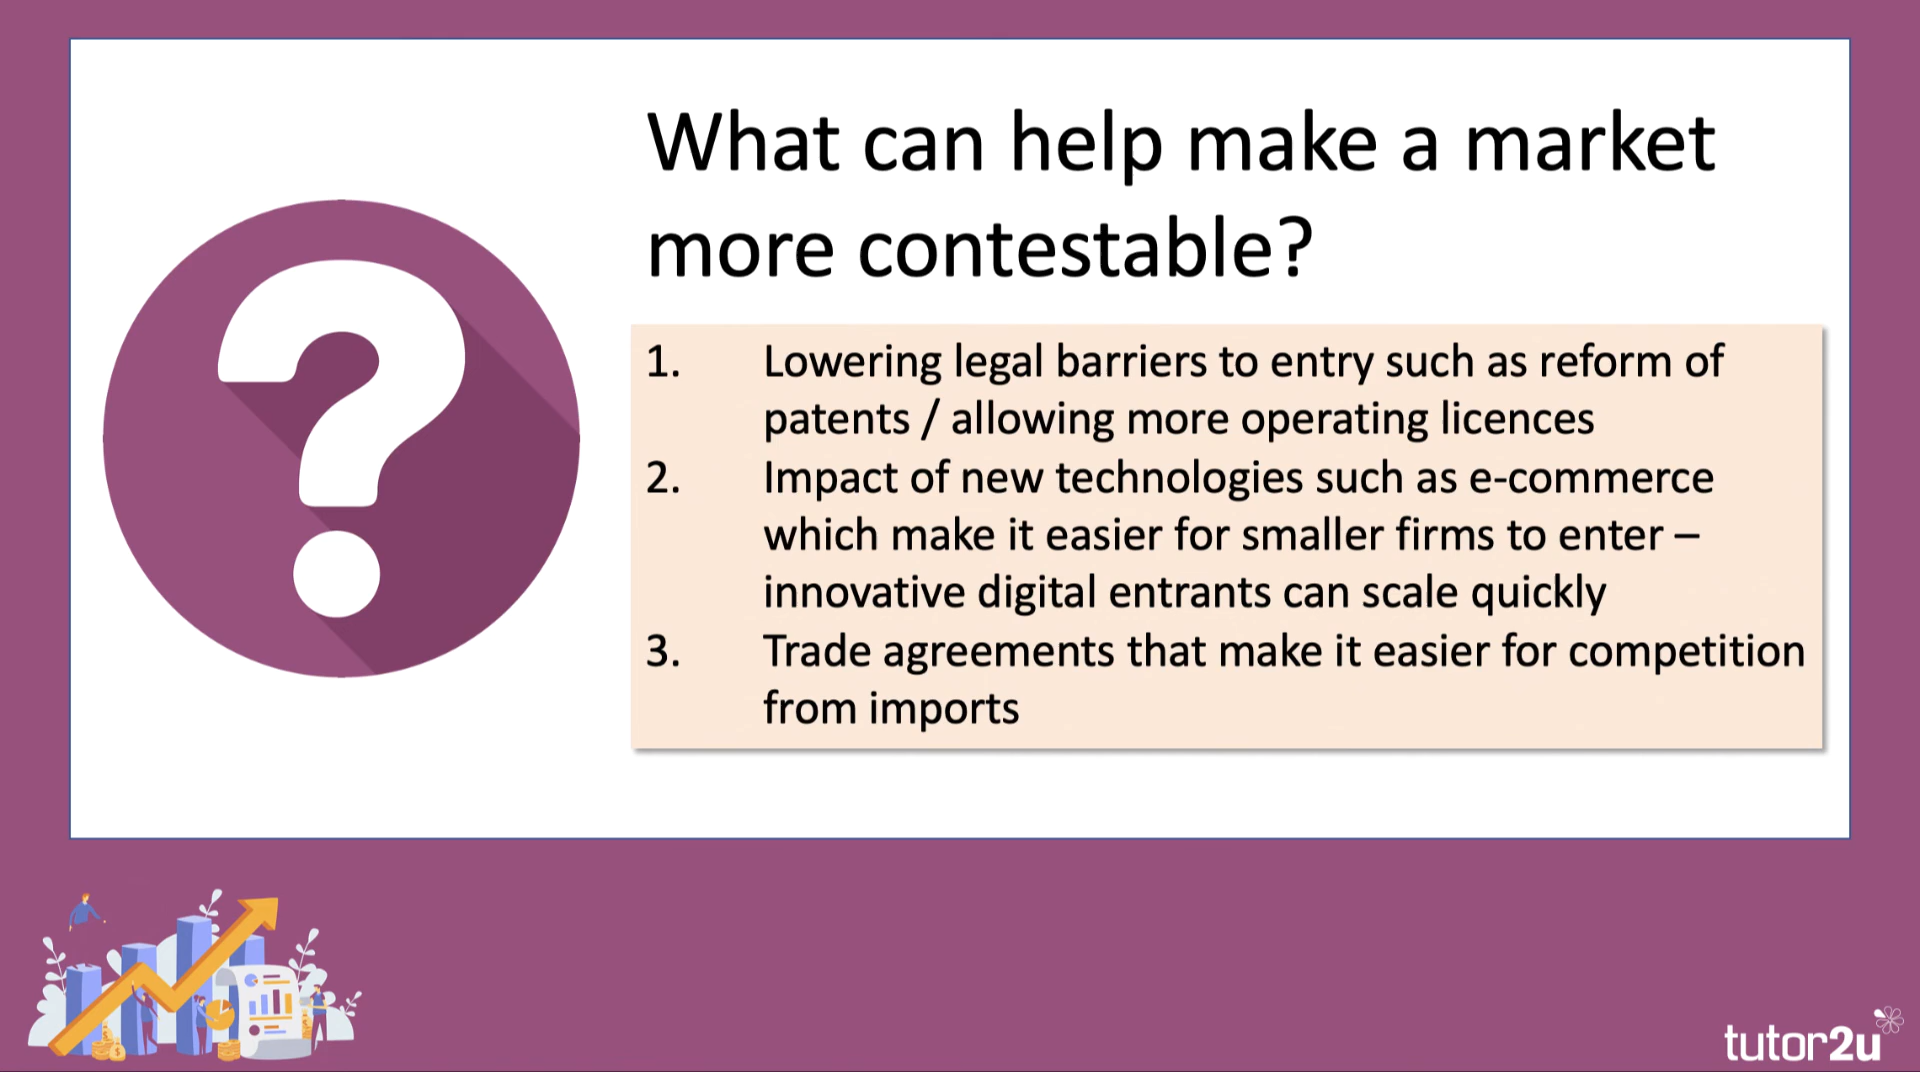 What can help make a market
more contestable?
1. Lowering legal barriers to entry such as reform of
patents / allowing more operating licences
2. Impact of new technologies such as e-commerce
which make it easier for smaller firms to enter –
innovative digital entrants can scale quickly
3. Trade agreements that make it easier for competition
from imports
tutor2u